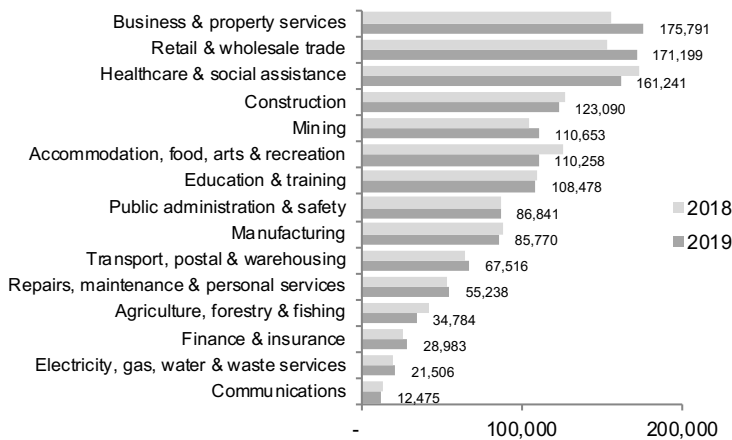 Business & property services 175,791
Retail & wholesale trade 171,199
Healthcare & social assistance 161,241
Construction 123,090
Mining 110,653
Accommodation, food, arts & recreation 110,258
Education & training 108,478
Public administration & safety 86,841
2018
Manufacturing 85,770
2019
Transport, postal & warehousing 67,516
Repairs, maintenance & personal services 55,238
Agriculture, forestry & fishing 34,784
Finance & insurance 28,983
Electricity, gas, water & waste services 21,506
Communications 12,475
- 100,000 200,000